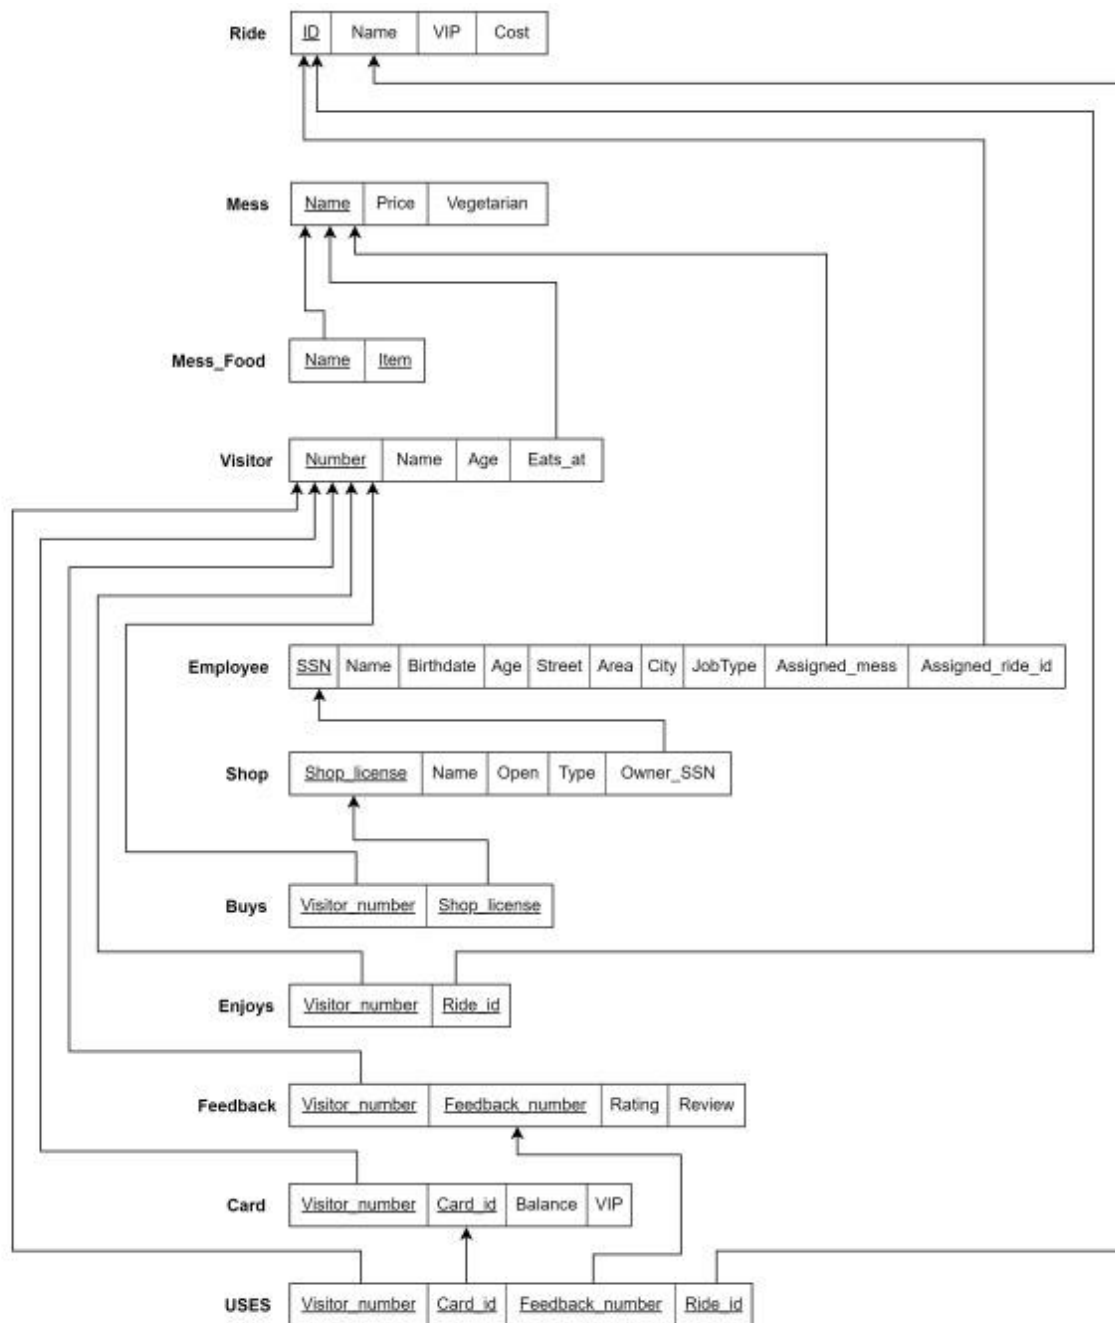 Ride ID Name VIP Cost
Mess Name Price Vegetarian
Mess_Food Name Item
Visitor Number Name Age Eats_at
Employee SSN Name Birthdate Age Street Area City JobType Assigned_mess Assigned_ride_id
Shop Shop_license Name Open Type Owner_SSN
Buys Visitor_number Shop_license
Enjoys Visitor_number Ride_id
Feedback Visitor_number Feedback_number Rating Review
Card Visitor_number Card_id Balance VIP
USES Visitor_number Card_id Feedback_number Ride_id